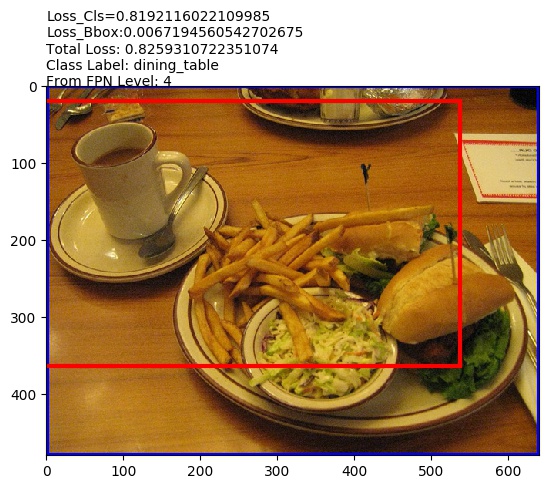 Loss_Cls=0.8192116022109985
Loss_Bbox:0.0067194560542702675
Total Loss: 0.8259310722351074
Class Label: dining_table
From FPN Level: 4
0
100
200
300
400
0 100 200 300 400 500 600